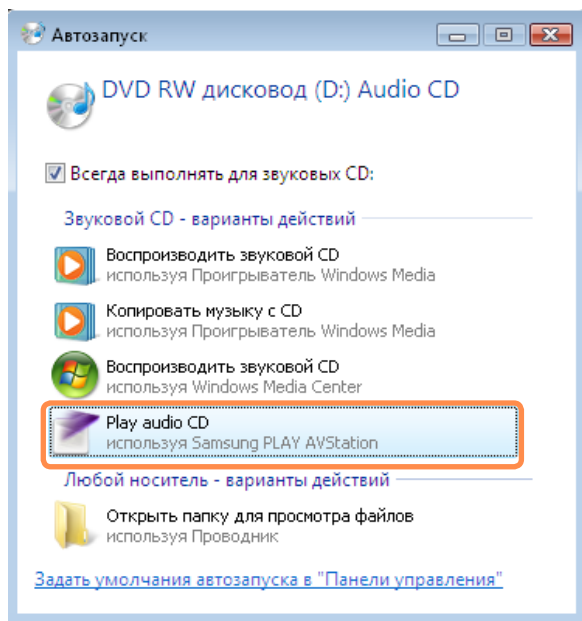 Автозапуск
DVD RW дисковод (D:) Audio CD
Всегда выполнять для звуковых CD:
Звуковой CD - варианты действий
Воспроизводить звуковой CD
используя Проигрыватель Windows Media
Копировать музыку с CD
используя Проигрыватель Windows Media
Воспроизводить звуковой CD
используя Windows Media Center
Play audio CD
используя Samsung PLAY AVStation
Любой носитель - варианты действий
Открыть папку для просмотра файлов
используя Проводник
Задать умолчания автозапуска в "Панели управления"